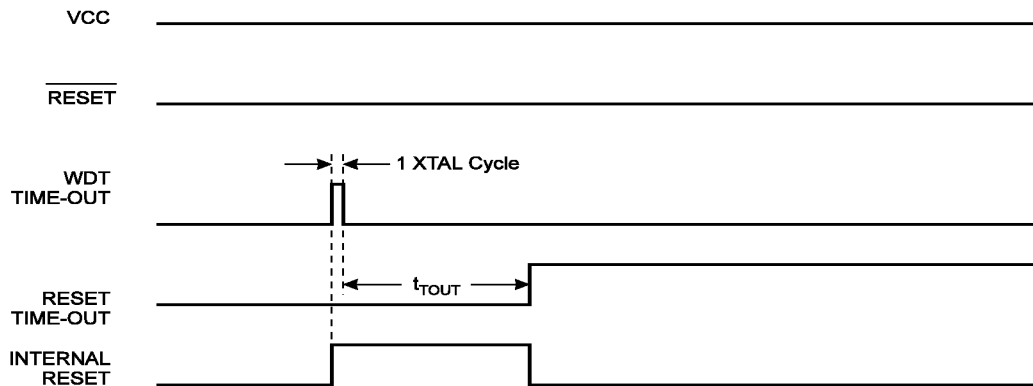 VCC
RESET
1 XTAL Cycle
WDT
TIME-OUT
tTOUT
RESET
TIME-OUT
INTERNAL
RESET